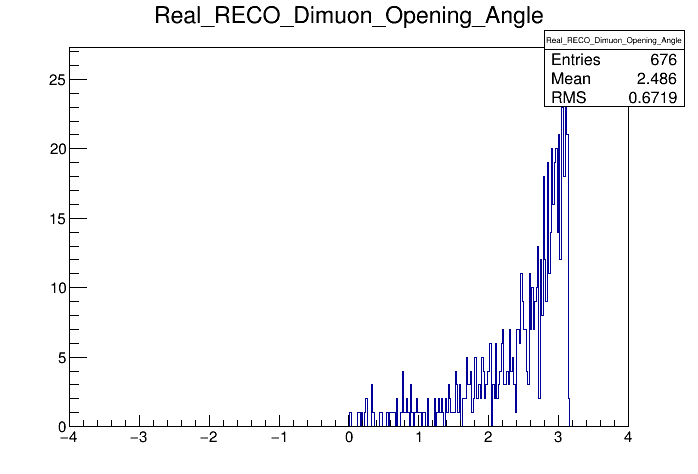 Real_RECO_Dimuon_Opening_Angle
Real_RECO_Dimuon_Opening_Angle
Entries 676
Mean 2.486
RMS 0.6719
25
20
15
10
5
0
−4 −3 −2 −1 0 1 2 3 4